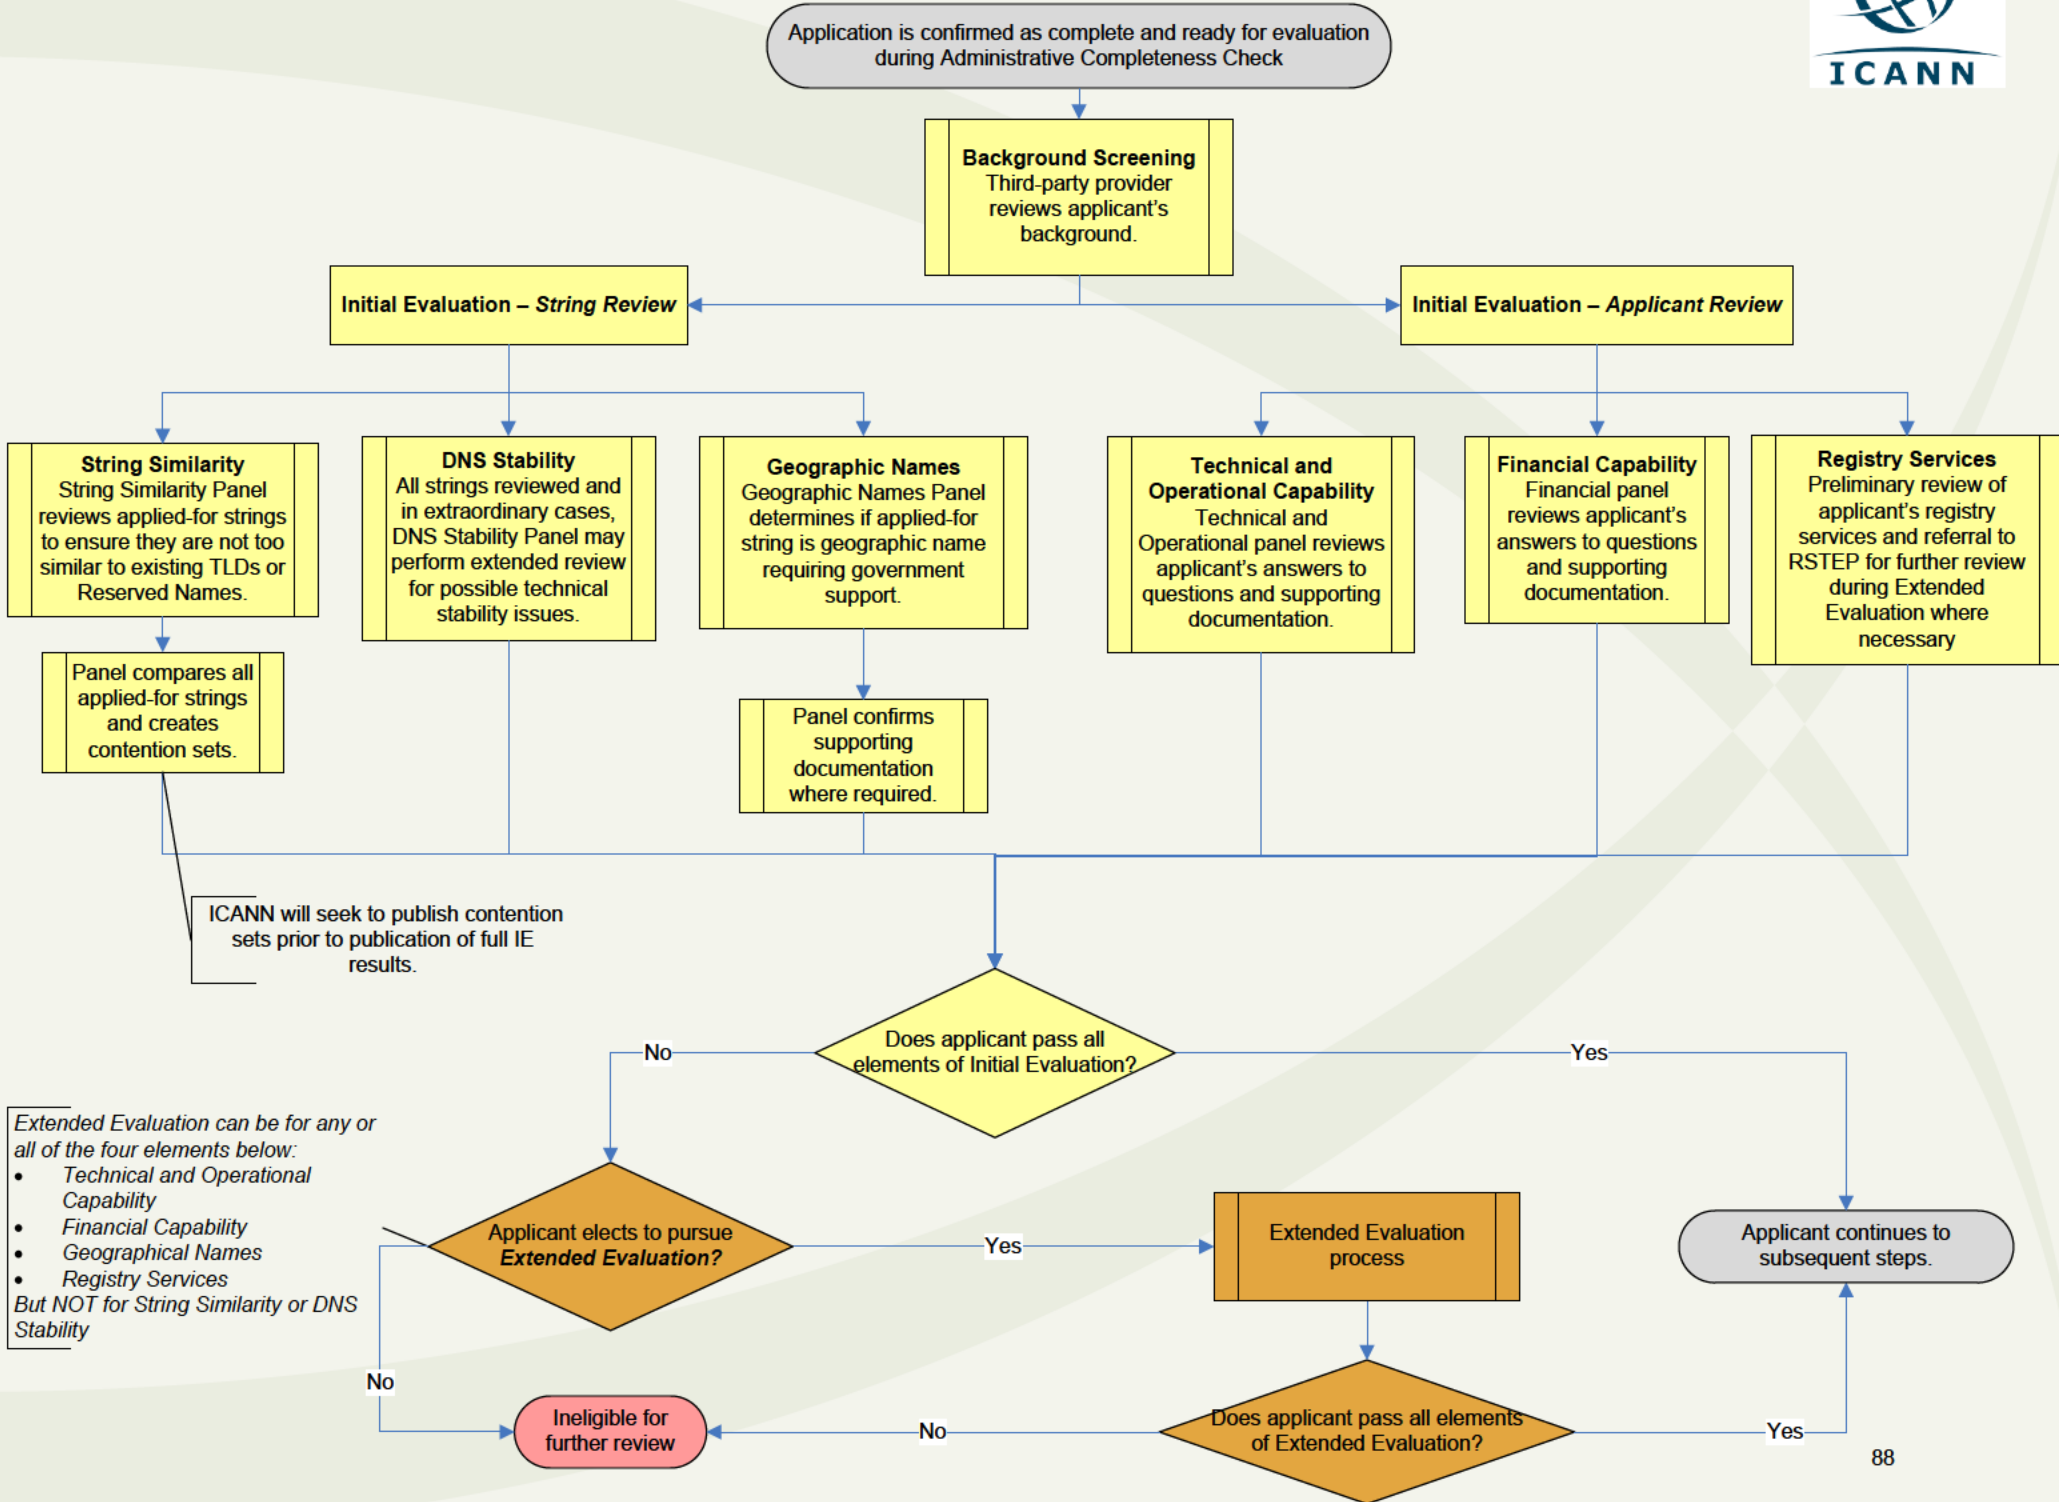 Application is confirmed as complete and ready for evaluation
during Administrative Completeness Check
ICANN
Background Screening
Third-party provider
reviews applicant's
background.
Initial Evaluation – String Review
Initial Evaluation – Applicant Review
String Similarity
String Similarity Panel
reviews applied-for strings
to ensure they are not too
similar to existing TLDs or
Reserved Names.
DNS Stability
All strings reviewed and
in extraordinary cases,
DNS Stability Panel may
perform extended review
for possible technical
stability issues.
Geographic Names
Geographic Names Panel
determines if applied-for
string is geographic name
requiring government
support.
Technical and
Operational Capability
Technical and
Operational panel reviews
applicant's answers to
questions and supporting
documentation.
Financial Capability
Financial panel
reviews applicant's
answers to questions
and supporting
documentation.
Registry Services
Preliminary review of
applicant's registry
services and referral to
RSTEP for further review
during Extended
Evaluation where
necessary
Panel compares all
applied-for strings
and creates
contention sets.
Panel confirms
supporting
documentation
where required.
ICANN will seek to publish contention
sets prior to publication of full IE
results.
Does applicant pass all
elements of Initial Evaluation?
No
Yes
Extended Evaluation can be for any or
all of the four elements below:
• Technical and Operational
Capability
• Financial Capability
• Geographical Names
• Registry Services
But NOT for String Similarity or DNS
Stability
Applicant elects to pursue
Extended Evaluation?
Yes
Extended Evaluation
process
Applicant continues to
subsequent steps.
No
Ineligible for
further review
No
Does applicant pass all elements
of Extended Evaluation?
Yes
88